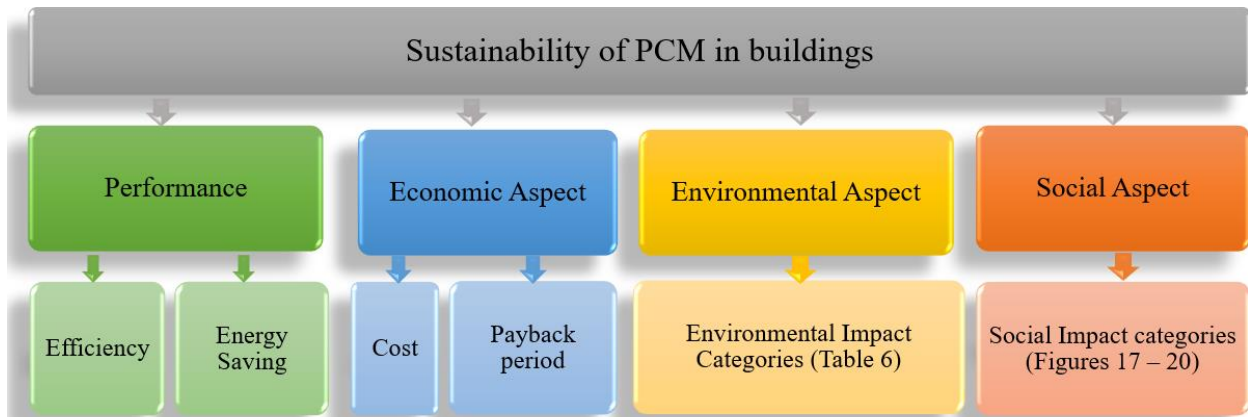 Sustainability of PCM in buildings
Performance
Economic Aspect
Environmental Aspect
Social Aspect
Efficiency
Energy
Saving
Cost
Payback
period
Environmental Impact
Categories (Table 6)
Social Impact categories
(Figures 17 – 20)